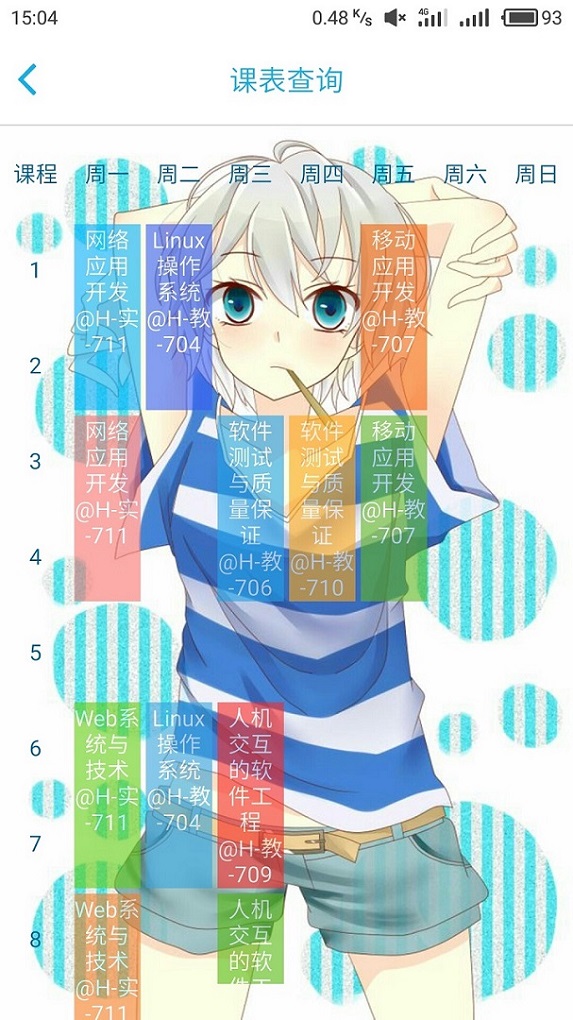 15:04 0.48 K/s 4G 93
课表查询
课程 周一 周二 周三 周四 周五 周六 周日
1
2
3
4
5
6
7
8
网络
应用
开发
@H-实
-711
Linux
操作
系统
@H-教
-704
移动
应用
开发
@H-教
-707
网络
应用
开发
@H-实
-711
软件
测试
与质
量保
证
@H-教
-706
软件
测试
与质
量保
证
@H-教
-710
移动
应用
开发
@H-教
-707
Web系
统与
技术
@H-实
-711
Linux
操作
系统
@H-教
-704
人机
交互
的软
件工
程
@H-教
-709
Web系
统与
技术
@H-实
-711
人机
交互
的软